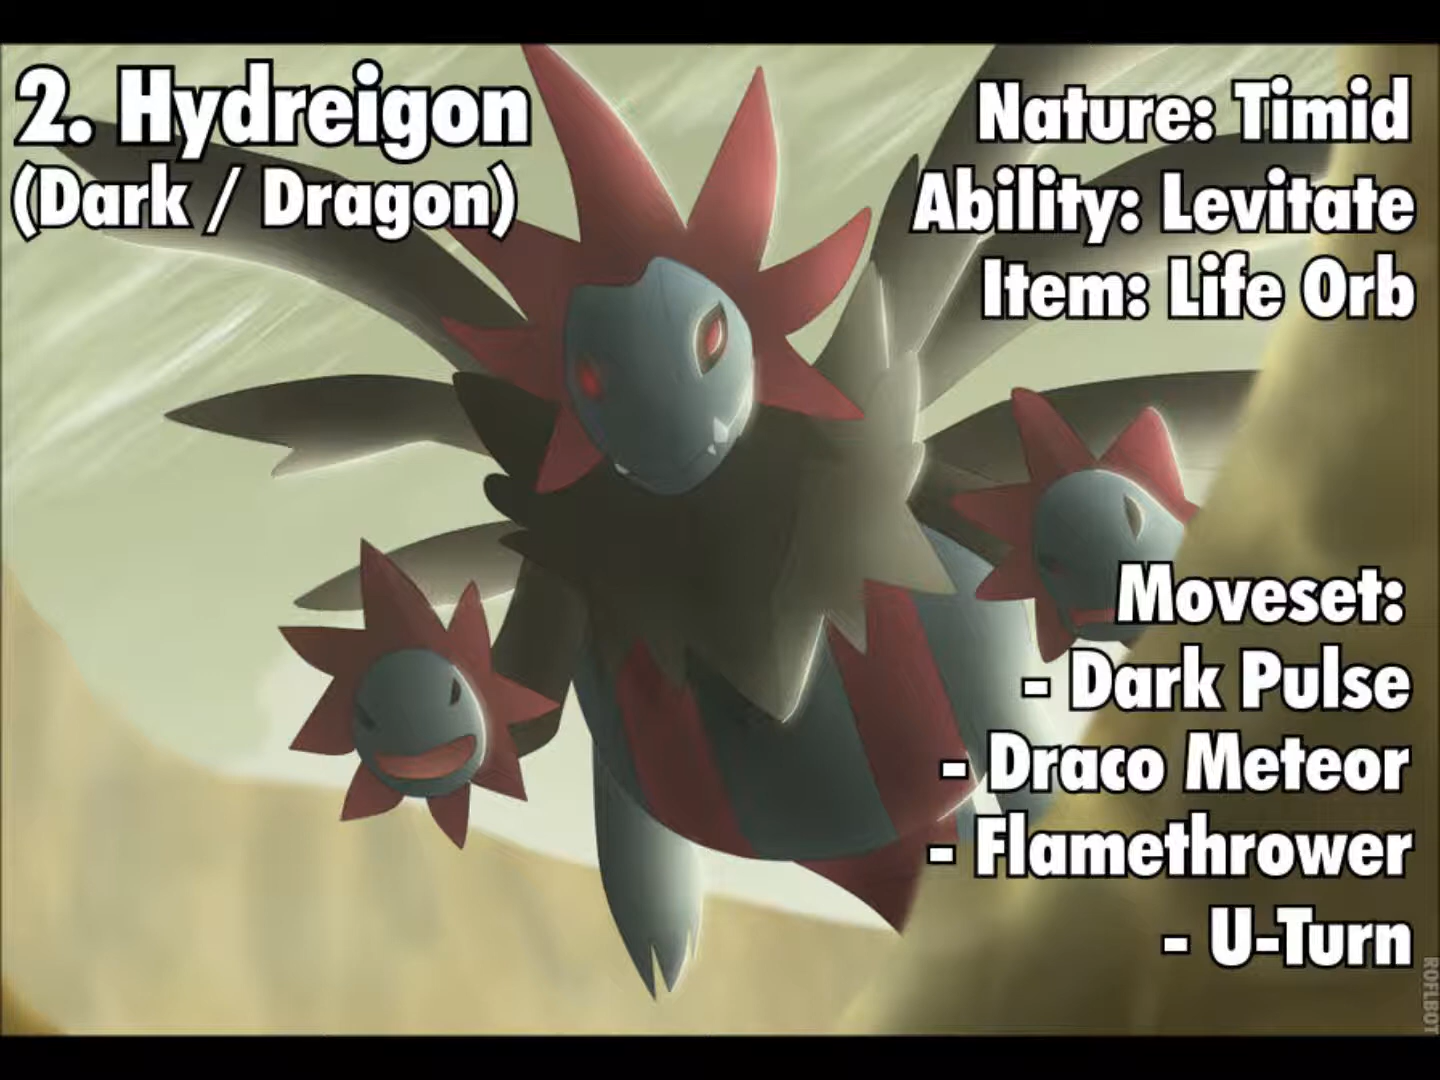 2. Hydreigon
(Dark / Dragon)
Nature: Timid
Ability: Levitate
Item: Life Orb
Moveset:
- Dark Pulse
- Draco Meteor
- Flamethrower
- U-Turn
ROFLBOT